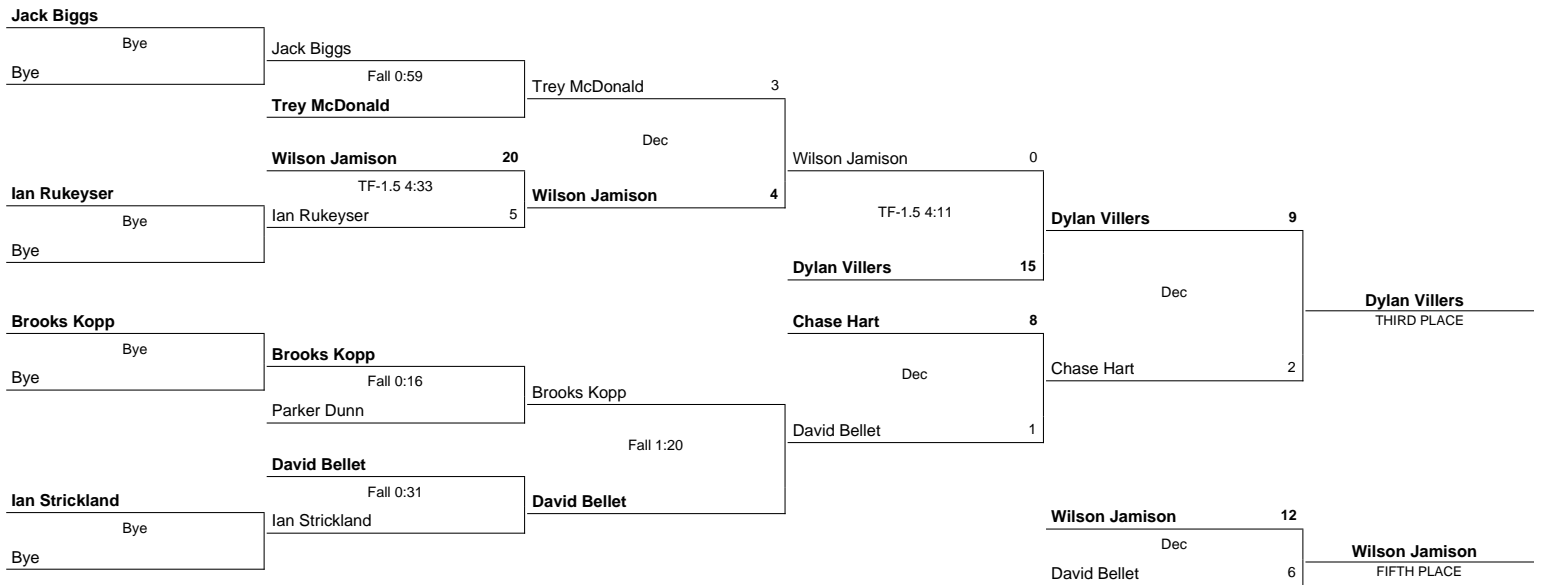 Jack Biggs
Bye
Bye
Ian Rukeyser
Bye
Bye
Brooks Kopp
Bye
Bye
Ian Strickland
Bye
Bye
Jack Biggs
Fall 0:59
Trey McDonald
Wilson Jamison 20
TF-1.5 4:33
Ian Rukeyser 5
Brooks Kopp
Fall 0:16
Parker Dunn
David Bellet
Fall 0:31
Ian Strickland
Trey McDonald 3
Dec
Wilson Jamison 4
Brooks Kopp
Fall 1:20
David Bellet
Wilson Jamison 0
TF-1.5 4:11
Dylan Villers 15
Chase Hart 8
Dec
David Bellet 1
Dylan Villers 9
Dec
Chase Hart 2
Dylan Villers
THIRD PLACE
Wilson Jamison 12
Dec
David Bellet 6
Wilson Jamison
FIFTH PLACE